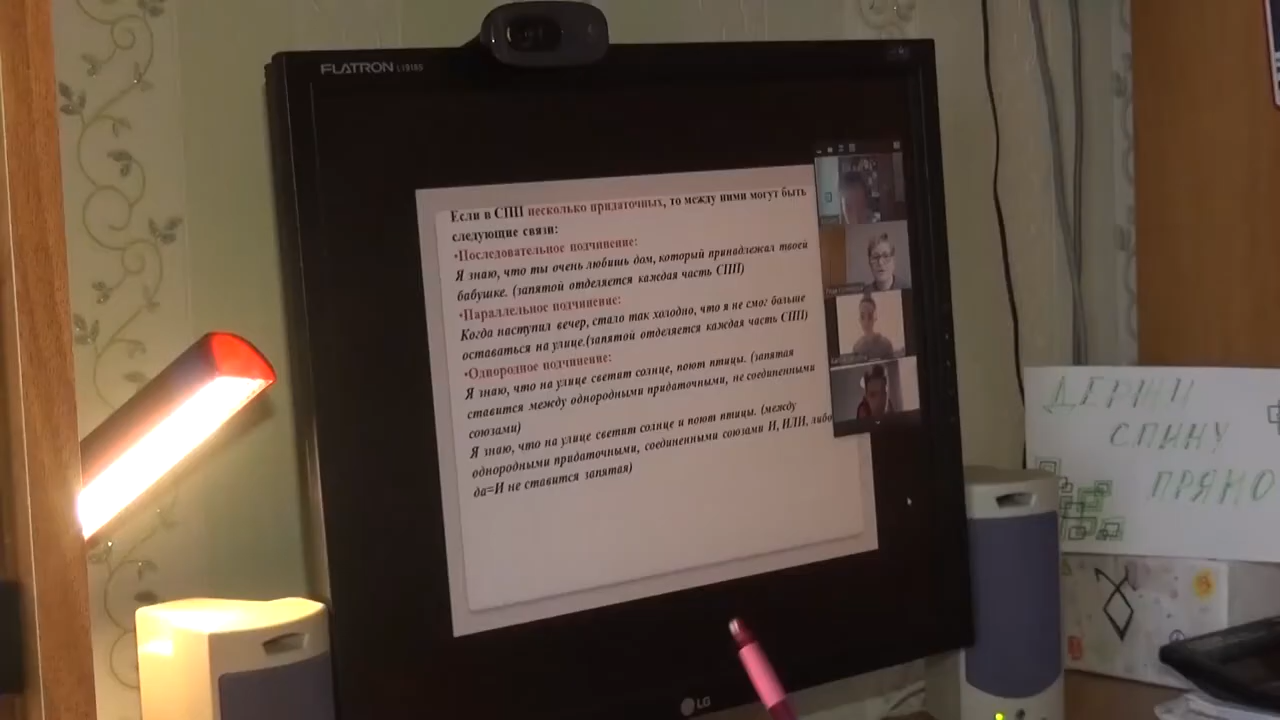 FLATRON L1918S
Если в СПП несколько придаточных, то между ними могут быть
следующие связи:
•Последовательное подчинение:
Я знаю, что ты очень любишь дом, который принадлежал твоей
бабушке. (запятой отделяется каждая часть СПП)
•Параллельное подчинение:
Когда наступил вечер, стало так холодно, что я не смог больше
оставаться на улице.(запятой отделяется каждая часть СПП)
•Однородное подчинение:
Я знаю, что на улице светит солнце, поют птицы. (запятая
ставится между однородными придаточными, не соединенными
союзами)
Я знаю, что на улице светит солнце и поют птицы. (между
однородными придаточными, соединенными союзами И, ИЛИ, либо
да=И не ставится запятая)
LG
ДЕРЖИ
СПИНУ
ПРЯМО